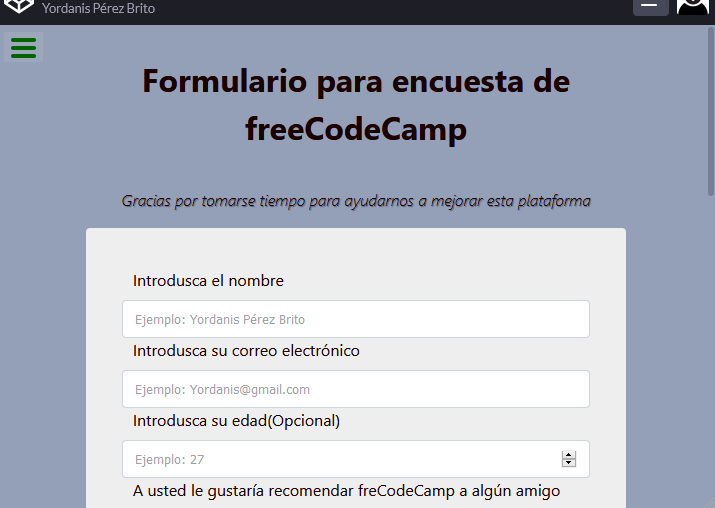 Yordanis Pérez Brito
Formulario para encuesta de
freeCodeCamp
Gracias por tomarse tiempo para ayudarnos a mejorar esta plataforma
Introdusca el nombre
Ejemplo: Yordanis Pérez Brito
Introdusca su correo electrónico
Ejemplo: Yordanis@gmail.com
Introdusca su edad(Opcional)
Ejemplo: 27
A usted le gustaría recomendar freCodeCamp a algún amigo